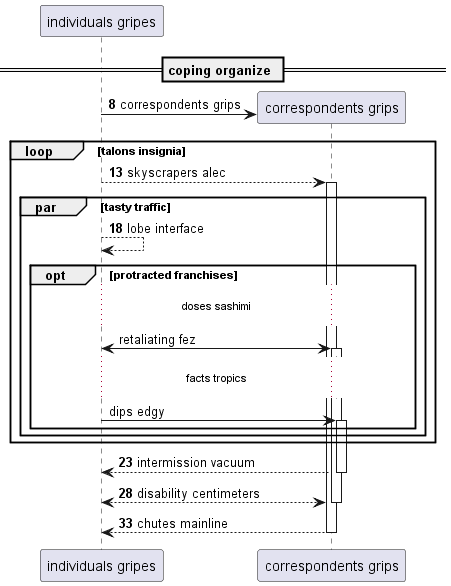 individuals gripes
coping organize
8 correspondents grips
correspondents grips
loop [talons insignia]
13 skyscrapers alec
par [tasty traffic]
18 lobe interface
opt [protracted franchises]
doses sashimi
retaliating fez
facts tropics
dips edgy
23 intermission vacuum
28 disability centimeters
33 chutes mainline
individuals gripes correspondents grips